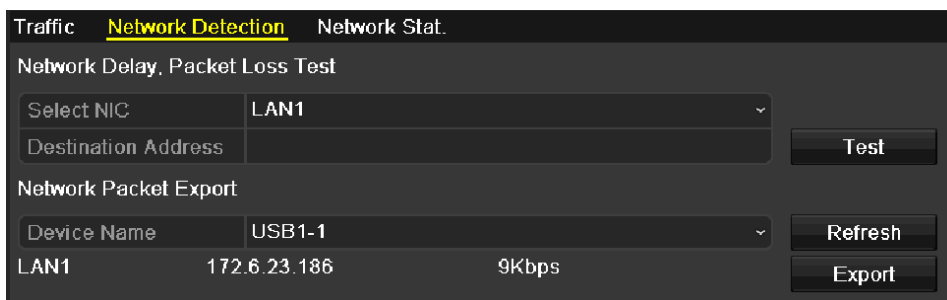 Traffic Network Detection Network Stat.
Network Delay, Packet Loss Test
Select NIC LAN1
Destination Address Test
Network Packet Export
Device Name USB1-1 Refresh
LAN1 172.6.23.186 9Kbps Export